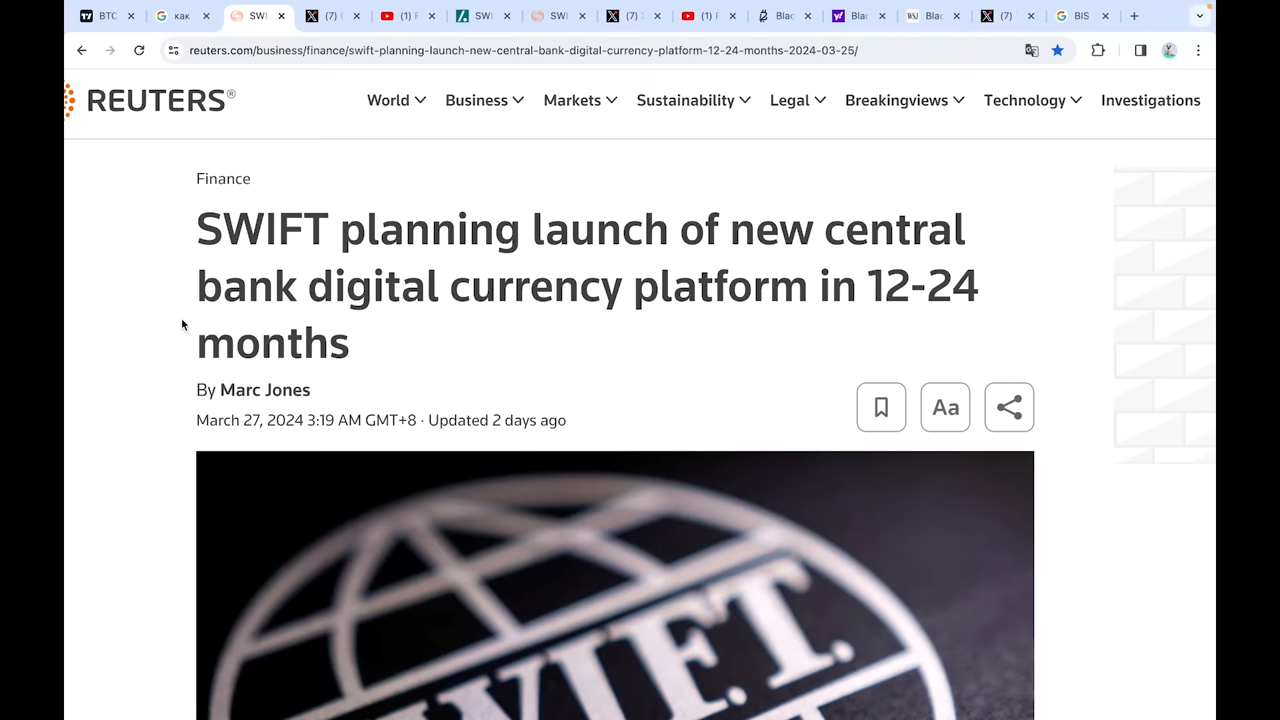 BTC
как
SWI
(7)
(1) F
SWI
SWI
(7)
(1) F
Blac
Blac
WSJ Blac
(7)
BIS
reuters.com/business/finance/swift-planning-launch-new-central-bank-digital-currency-platform-12-24-months-2024-03-25/
REUTERS®
World Business Markets Sustainability Legal Breakingviews Technology Investigations
Finance
SWIFT planning launch of new central
bank digital currency platform in 12-24
months
By Marc Jones
March 27, 2024 3:19 AM GMT+8 · Updated 2 days ago
Aa
SWIFT.